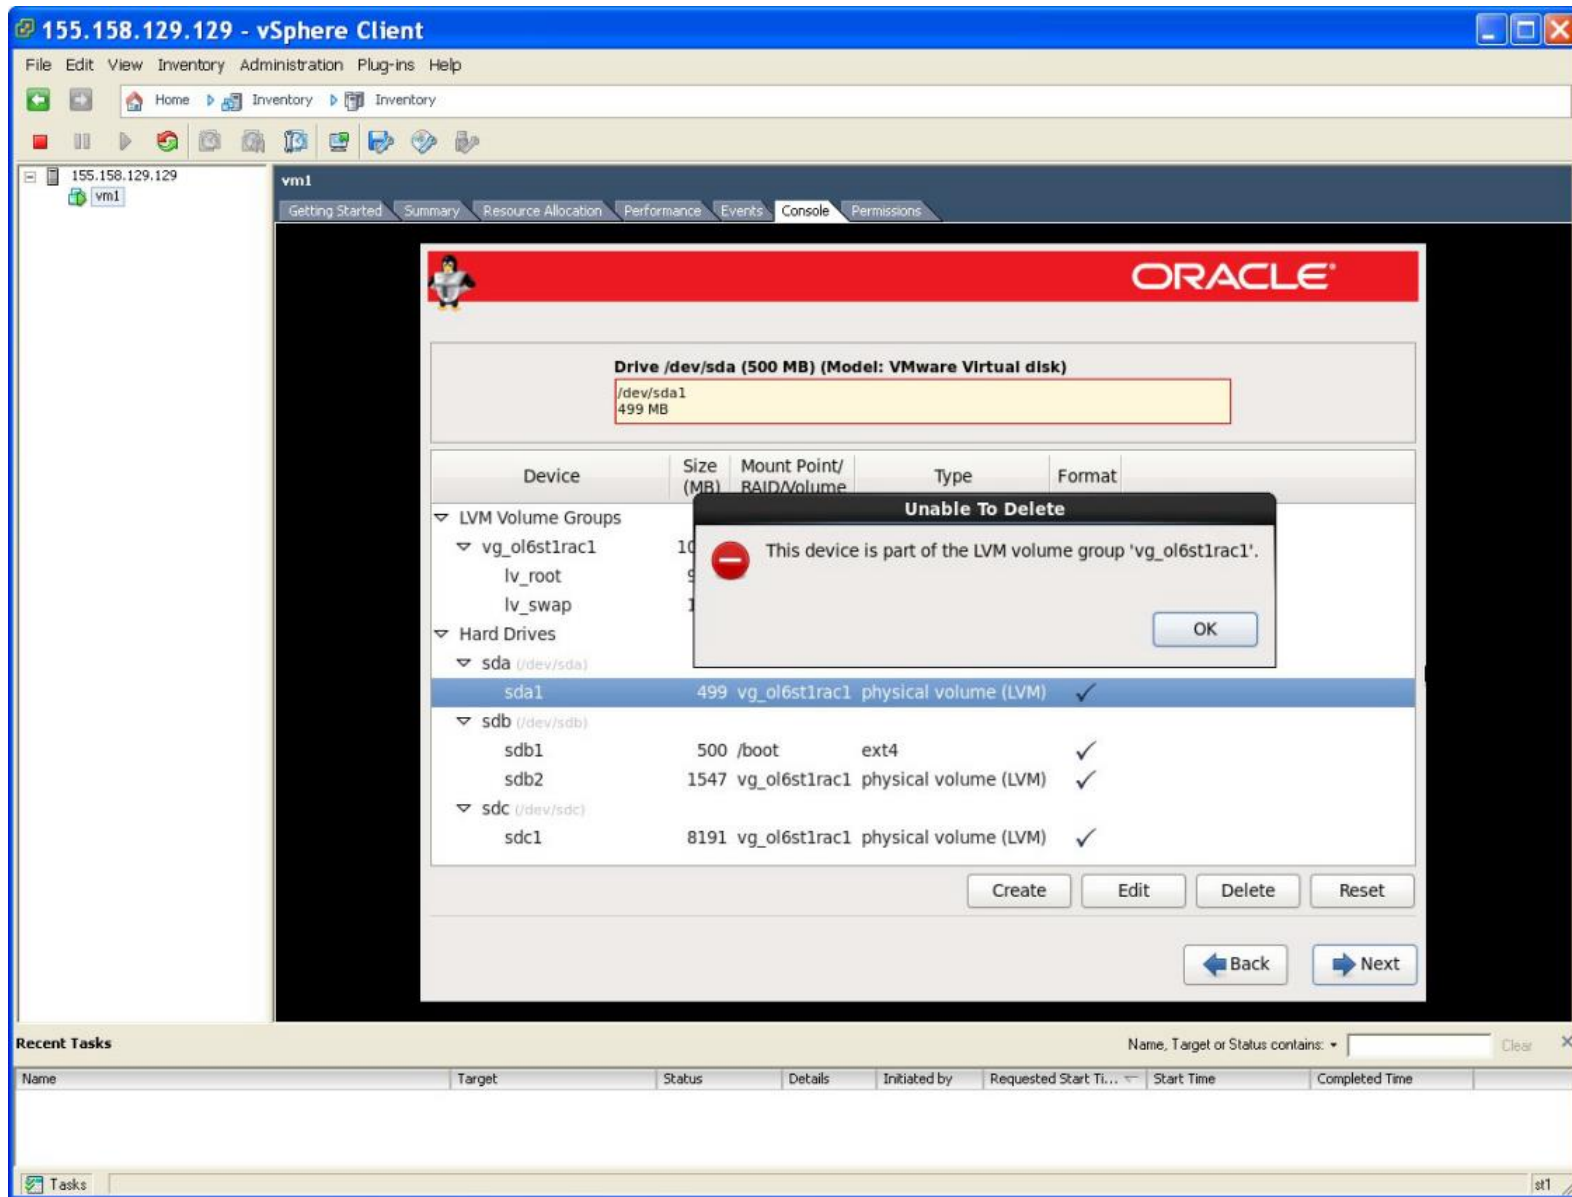 155.158.129.129 - vSphere Client
File Edit View Inventory Administration Plug-ins Help
Home Inventory Inventory
155.158.129.129
vm1
vm1
Getting Started Summary Resource Allocation Performance Events Console Permissions
ORACLE
Drive /dev/sda (500 MB) (Model: VMware Virtual disk)
/dev/sda1
499 MB
Device Size (MB) Mount Point/ RAID/Volume Type Format
Unable To Delete
This device is part of the LVM volume group 'vg_ol6st1rac1'.
OK
LVM Volume Groups
vg_ol6st1rac1 10
lv_root 9
lv_swap 1
Hard Drives
sda (/dev/sda)
sda1 499 vg_ol6st1rac1 physical volume (LVM)
sdb (/dev/sdb)
sdb1 500 /boot ext4
sdb2 1547 vg_ol6st1rac1 physical volume (LVM)
sdc (/dev/sdc)
sdc1 8191 vg_ol6st1rac1 physical volume (LVM)
Create Edit Delete Reset
Back Next
Recent Tasks Name, Target or Status contains: Clear
Name Target Status Details Initiated by Requested Start Ti... Start Time Completed Time
Tasks st1